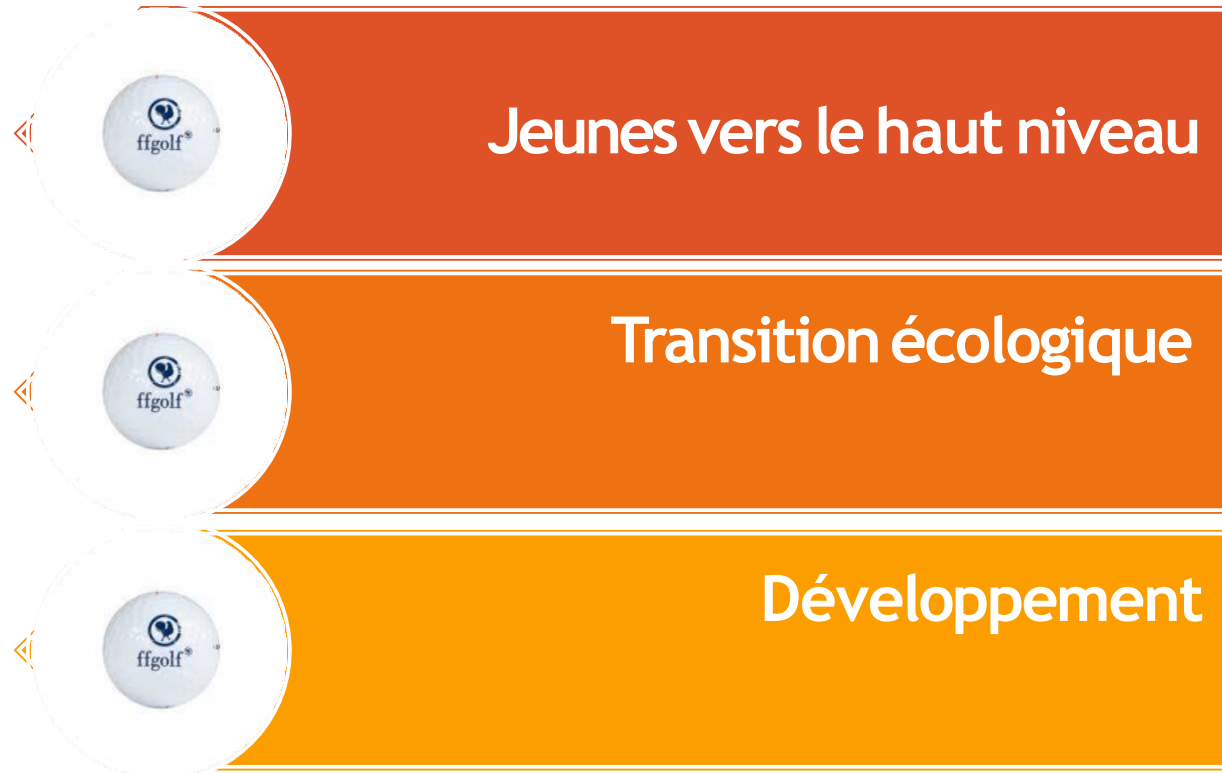 ffgolf
Jeunes vers le haut niveau
ffgolf
Transition écologique
ffgolf
Développement